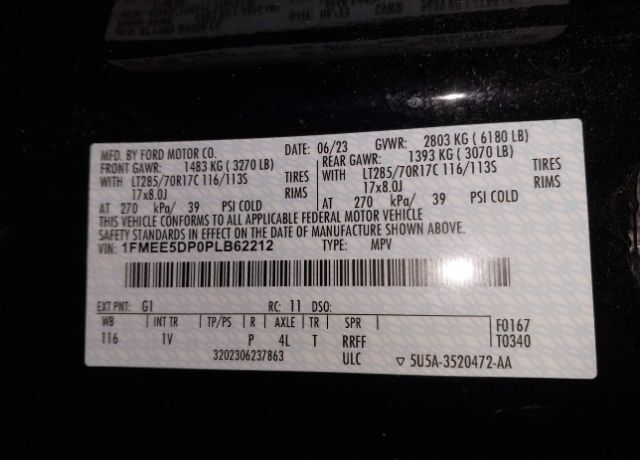 MFD. BY FORD MOTOR CO. DATE: 06/23 GVWR: 2803 KG ( 6180 LB)
FRONT GAWR: 1483 KG ( 3270 LB) REAR GAWR: 1393 KG ( 3070 LB)
WITH LT285/70R17C 116/113S TIRES WITH LT285/70R17C 116/113S TIRES
17x8.0J RIMS 17x8.0J RIMS
AT 270 kPa/ 39 PSI COLD AT 270 kPa/ 39 PSI COLD
THIS VEHICLE CONFORMS TO ALL APPLICABLE FEDERAL MOTOR VEHICLE
SAFETY STANDARDS IN EFFECT ON THE DATE OF MANUFACTURE SHOWN ABOVE.
VIN: 1FMEE5DP0PLB62212 TYPE: MPV
EXT PNT: G1 RC: 11 DSO:
WB INT TR TP/PS R AXLE TR SPR F0167
116 1V P 4L T RRFF T0340
3202306237863 ULC ▽ 5U5A-3520472-AA